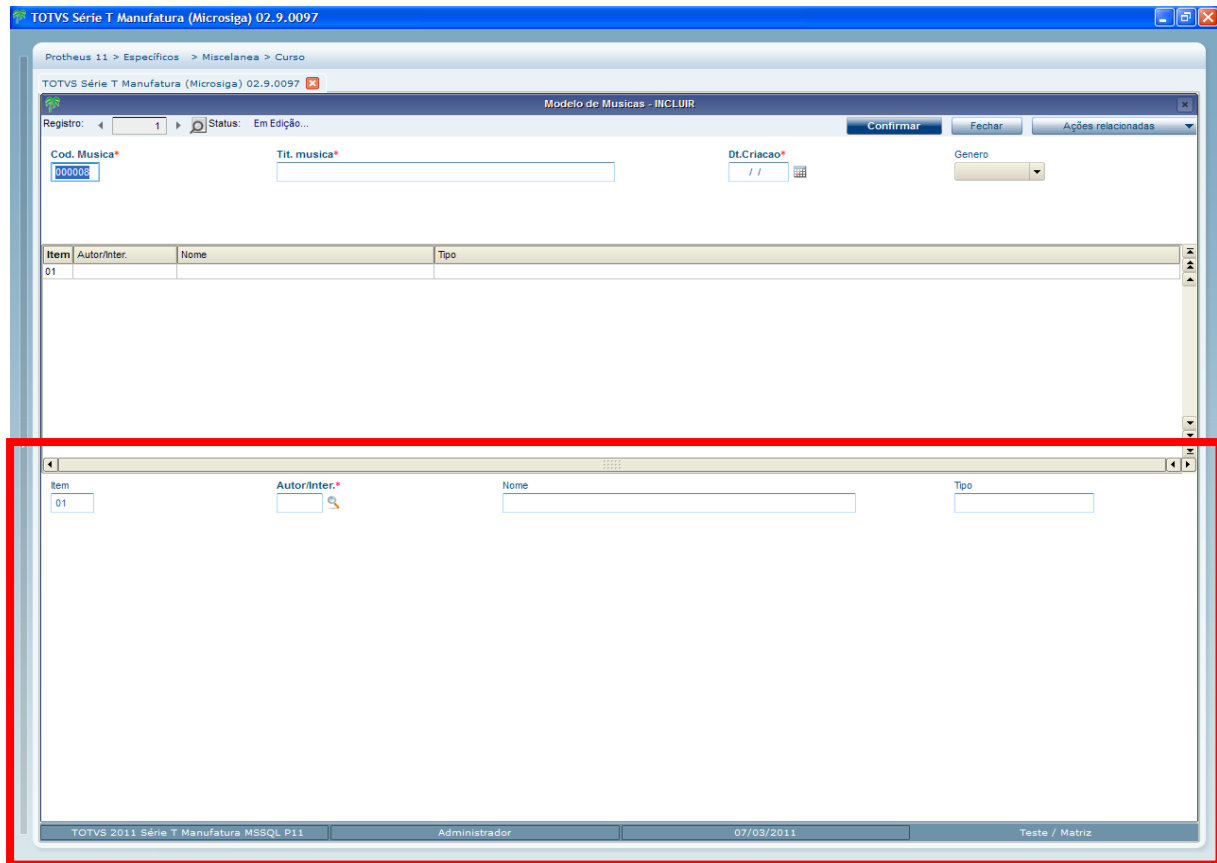 TOTVS Série T Manufatura (Microsiga) 02.9.0097
Protheus 11 > Específicos > Miscelanea > Curso
TOTVS Série T Manufatura (Microsiga) 02.9.0097
Modelo de Musicas - INCLUIR
Registro: 1 Status: Em Edição... Confirmar Fechar Ações relacionadas
Cod. Musica* Tit. musica* Dt.Criacao* Genero
000008 / /
Item Autor/Inter. Nome Tipo
01
Item Autor/Inter.* Nome Tipo
01
TOTVS 2011 Série T Manufatura MSSQL P11 Administrador 07/03/2011 Teste / Matriz